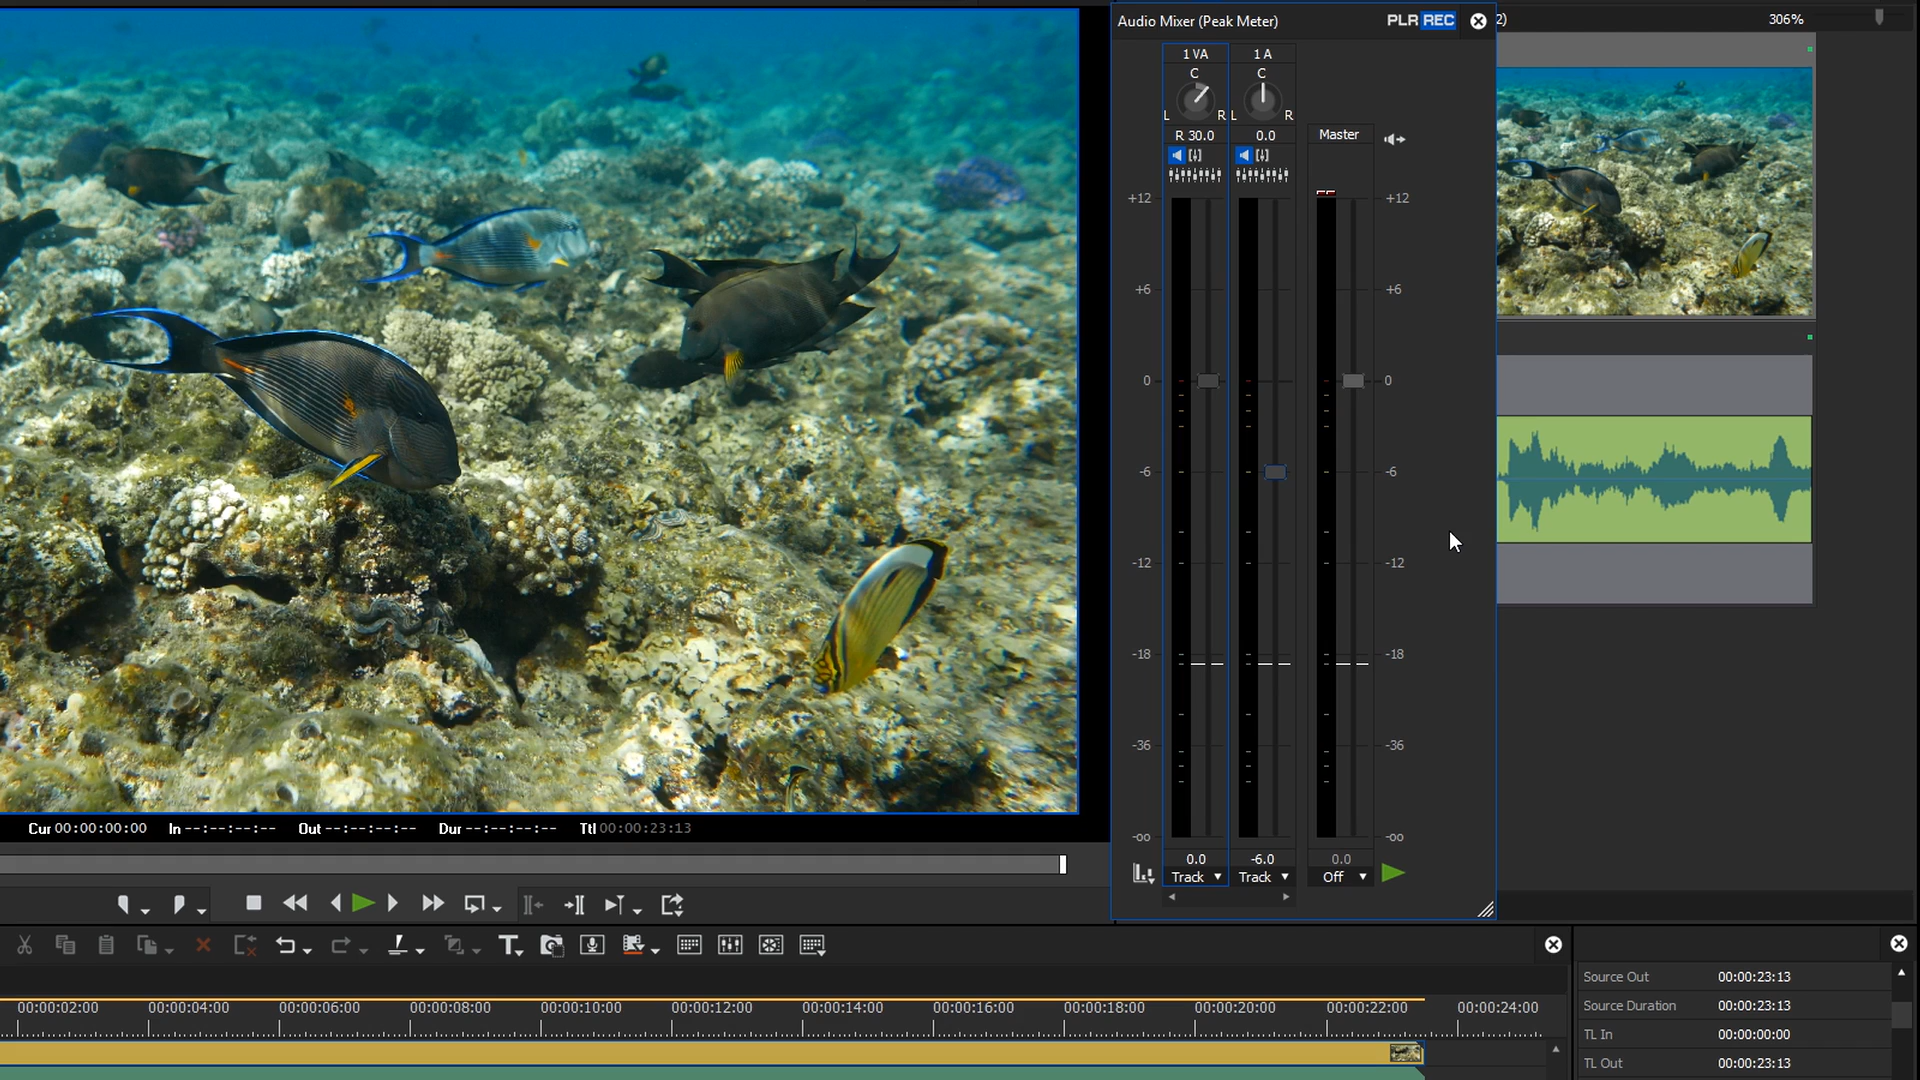 Audio Mixer (Peak Meter)
PLR REC
2)
306%
1 VA
1 A
C
C
L
R
L
R
R 30.0
0.0
Master
+12
+12
+6
+6
0
0
-6
-6
-12
-12
-18
-18
-36
-36
-oo
-oo
0.0
-6.0
0.0
Track
Track
Off
Cur 00:00:00:00
In --:--:--:--
Out --:--:--:--
Dur --:--:--:--
Ttl 00:00:23:13
00:00:02:00
00:00:04:00
00:00:06:00
00:00:08:00
00:00:10:00
00:00:12:00
00:00:14:00
00:00:16:00
00:00:18:00
00:00:20:00
00:00:22:00
00:00:24:00
Source Out 00:00:23:13
Source Duration 00:00:23:13
TL In 00:00:00:00
TL Out 00:00:23:13